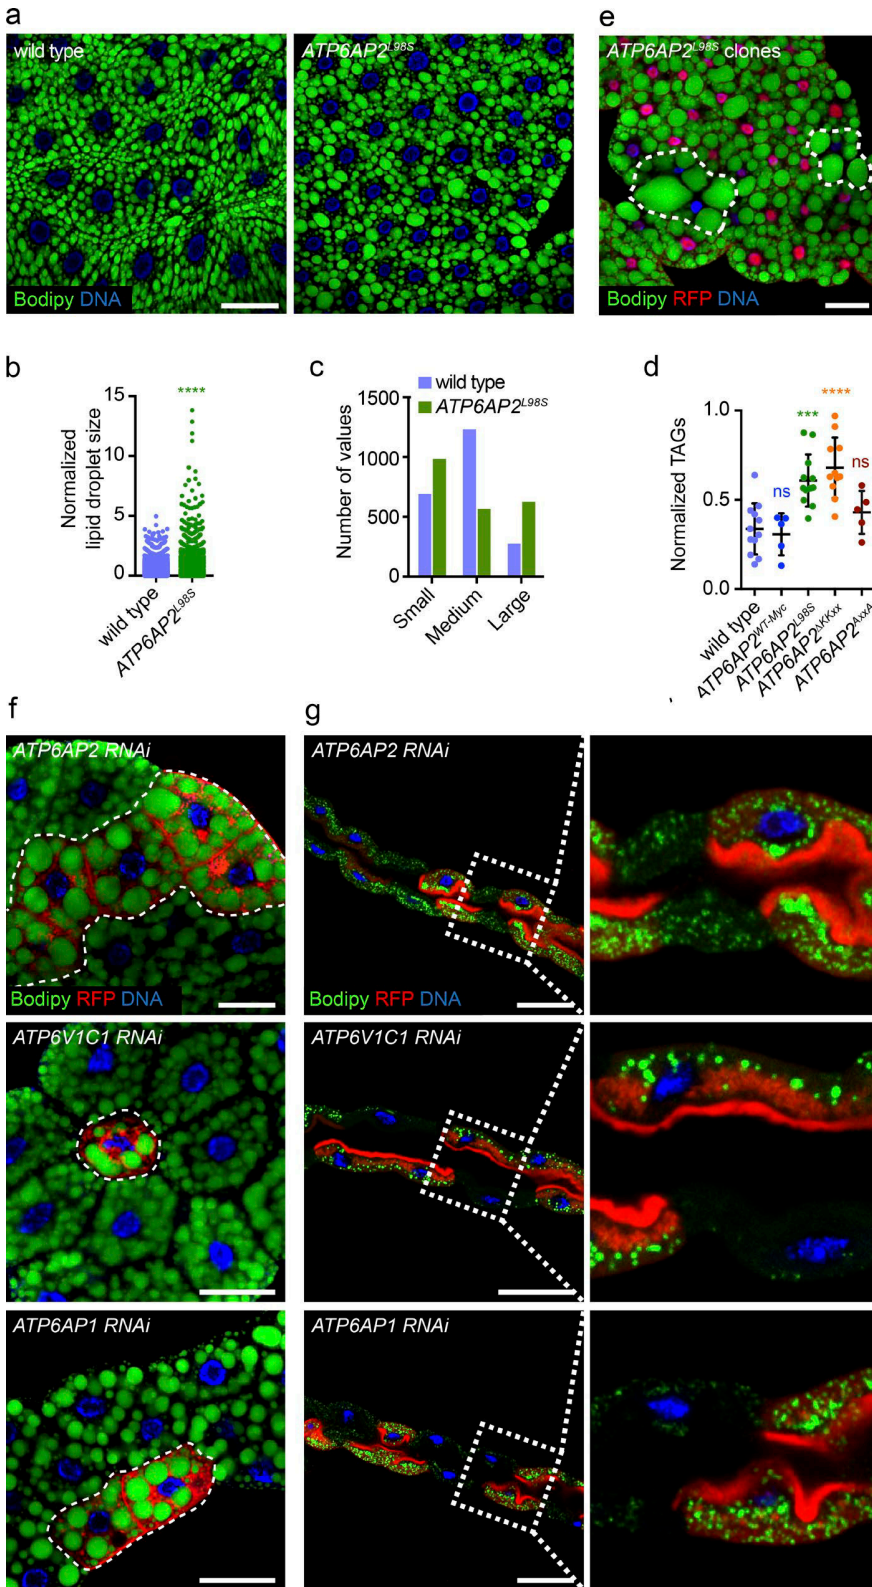 a
wild type
ATP6AP2L98S
Bodipy DNA
e
ATP6AP2L98S clones
Bodipy RFP DNA
b
Normalized
lipid droplet size
15
10
5
0
****
wild type
ATP6AP2L98S
c
wild type
ATP6AP2L98S
Number of values
1500
1000
500
0
Small
Medium
Large
d
Normalized TAGs
1.0
0.5
0.0
ns
***
****
ns
wild type
ATP6AP2WT-Myc
ATP6AP2L98S
ATP6AP2ΔKKxx
ATP6AP2AxxA
f
ATP6AP2 RNAi
Bodipy RFP DNA
ATP6V1C1 RNAi
ATP6AP1 RNAi
g
ATP6AP2 RNAi
Bodipy RFP DNA
ATP6V1C1 RNAi
ATP6AP1 RNAi